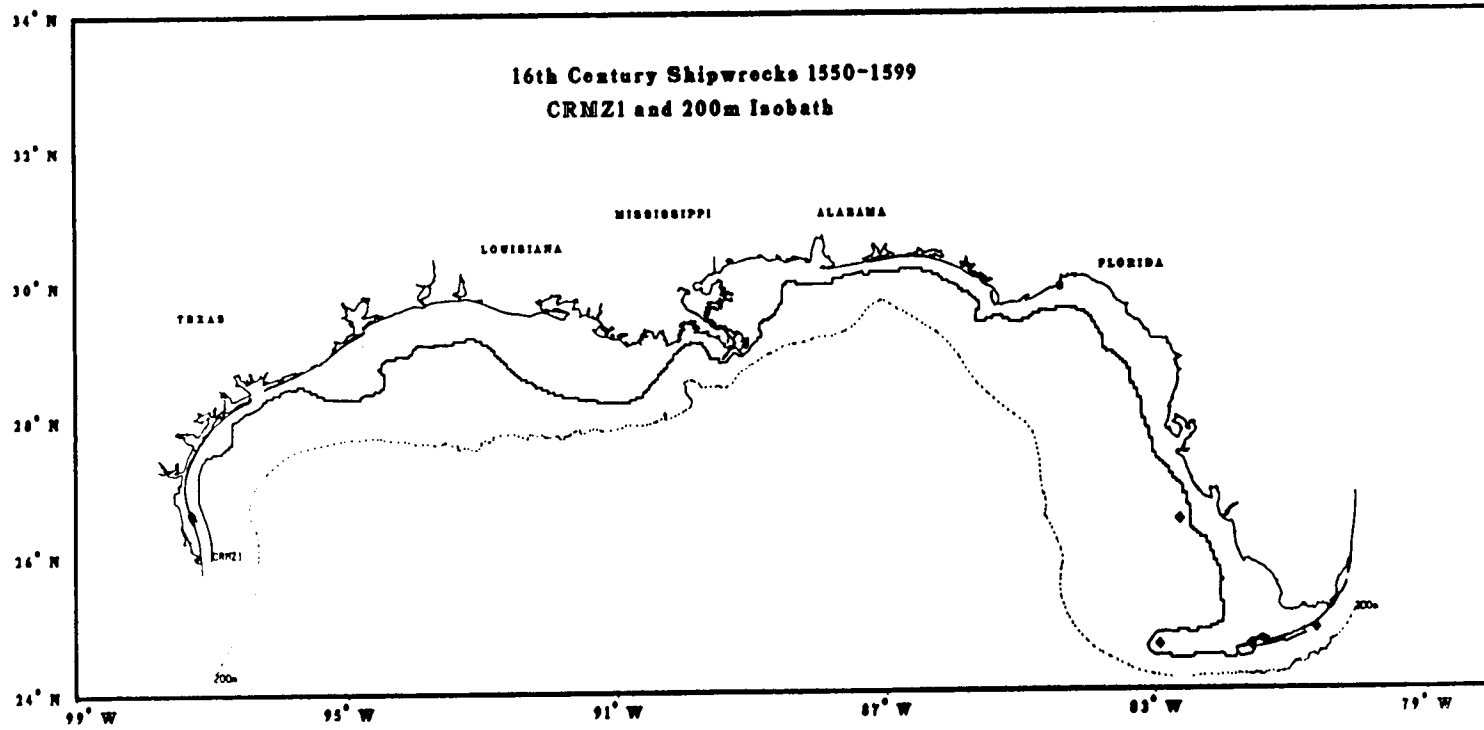 34° N
16th Century Shipwrecks 1550-1599
CRMZ1 and 200m Isobath
32° N
MISSISSIPPI
ALABAMA
LOUISIANA
FLORIDA
30° N
TEXAS
28° N
26° N
CRMZ1
200m
200m
24° N
99° W
95° W
91° W
87° W
83° W
79° W